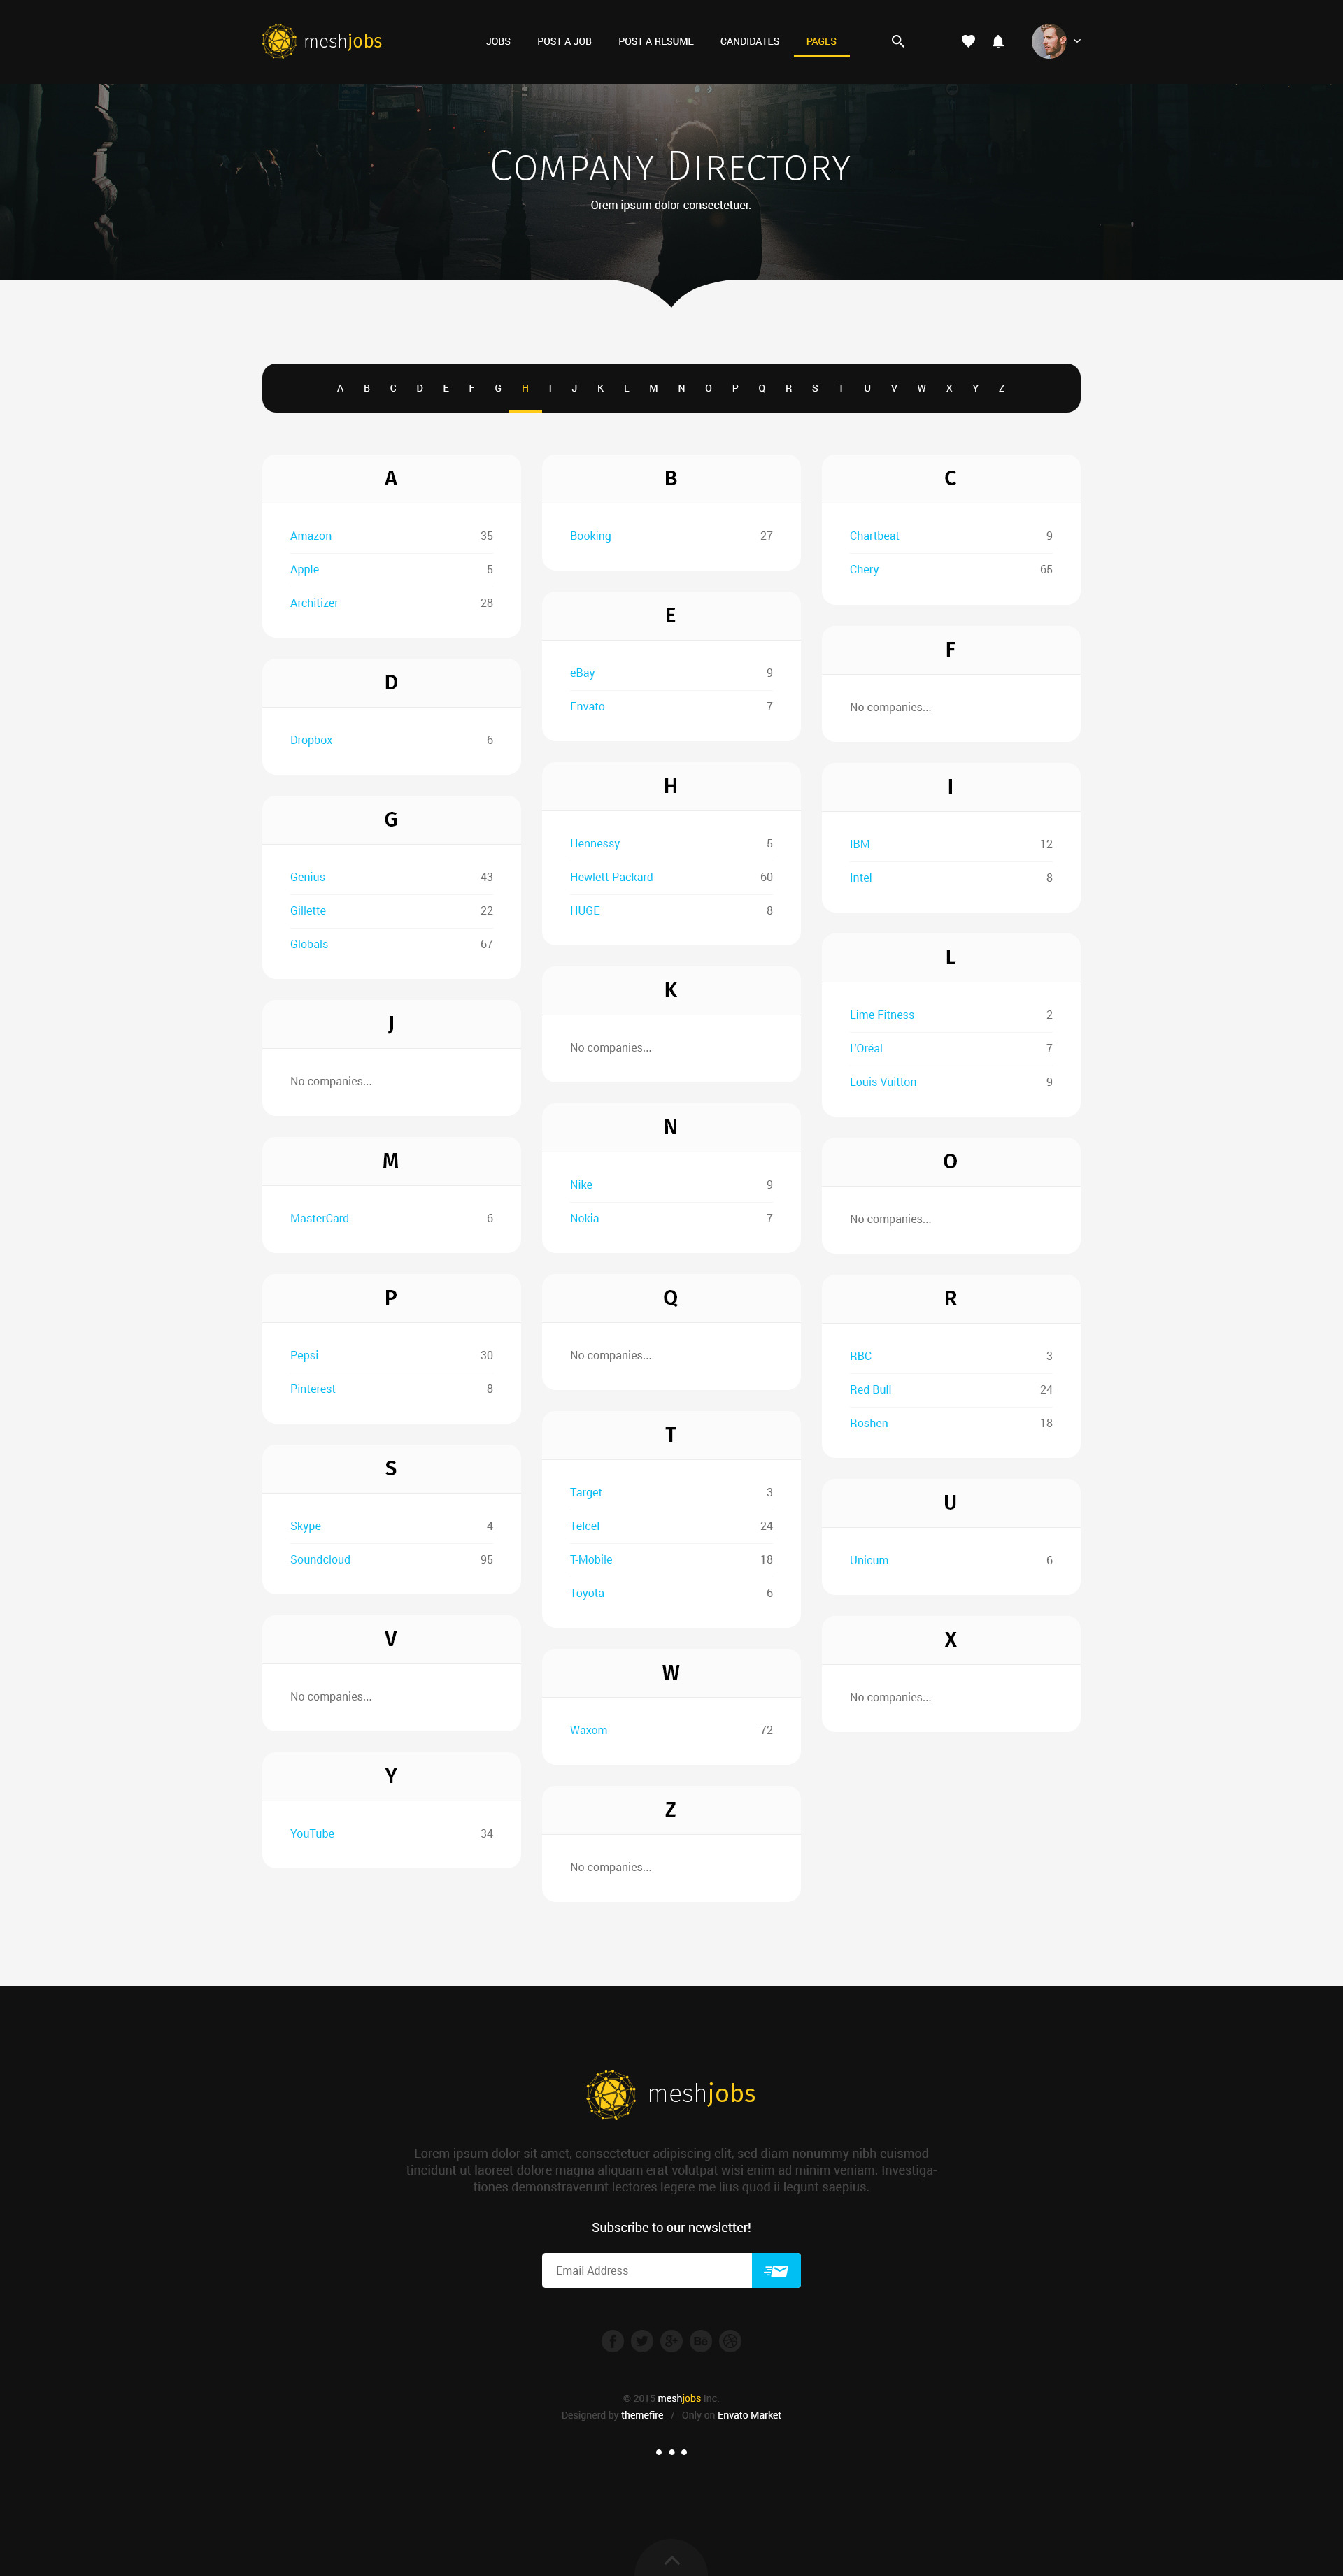 meshjobs
JOBS POST A JOB POST A RESUME CANDIDATES PAGES
Company Directory
Orem ipsum dolor consectetuer.
A B C D E F G H I J K L M N O P Q R S T U V W X Y Z
A
Amazon 35
Apple 5
Architizer 28
D
Dropbox 6
G
Genius 43
Gillette 22
Globals 67
J
No companies...
M
MasterCard 6
P
Pepsi 30
Pinterest 8
S
Skype 4
Soundcloud 95
V
No companies...
Y
YouTube 34
B
Booking 27
E
eBay 9
Envato 7
H
Hennessy 5
Hewlett-Packard 60
HUGE 8
K
No companies...
N
Nike 9
Nokia 7
Q
No companies...
T
Target 3
Telcel 24
T-Mobile 18
Toyota 6
W
Waxom 72
Z
No companies...
C
Chartbeat 9
Chery 65
F
No companies...
I
IBM 12
Intel 8
L
Lime Fitness 2
L'Oréal 7
Louis Vuitton 9
O
No companies...
R
RBC 3
Red Bull 24
Roshen 18
U
Unicum 6
X
No companies...
meshjobs
Lorem ipsum dolor sit amet, consectetuer adipiscing elit, sed diam nonummy nibh euismod
tincidunt ut laoreet dolore magna aliquam erat volutpat wisi enim ad minim veniam. Investiga-
tiones demonstraverunt lectores legere me lius quod ii legunt saepius.
Subscribe to our newsletter!
Email Address
© 2015 meshjobs Inc.
Designerd by themefire / Only on Envato Market